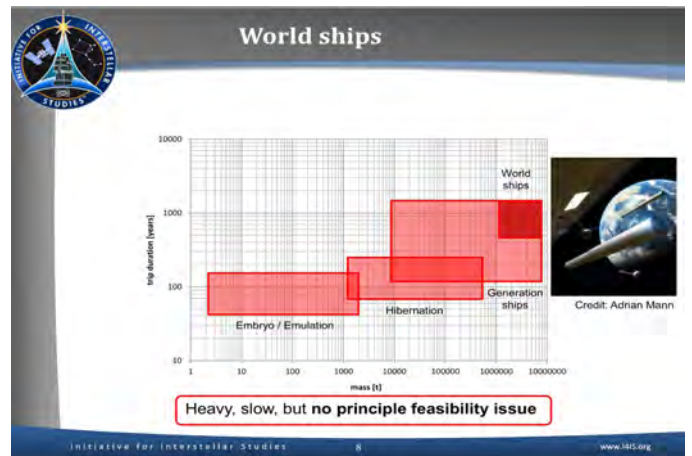 World ships
INITIATIVE FOR INTERSTELLAR
STUDIES
10000
1000
100
10
trip duration [years]
World
ships
Generation
ships
Hibernation
Embryo / Emulation
1 10 100 1000 10000 100000 1000000 10000000
mass [t]
Credit: Adrian Mann
Heavy, slow, but no principle feasibility issue
Initiative for Interstellar Studies 8 www.I4IS.org